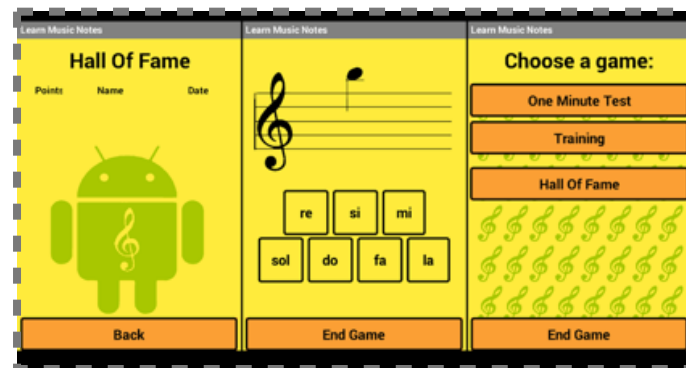 Learn Music Notes
Hall Of Fame
Points Name Date
Back
Learn Music Notes
re si mi
sol do fa la
End Game
Learn Music Notes
Choose a game:
One Minute Test
Training
Hall Of Fame
End Game